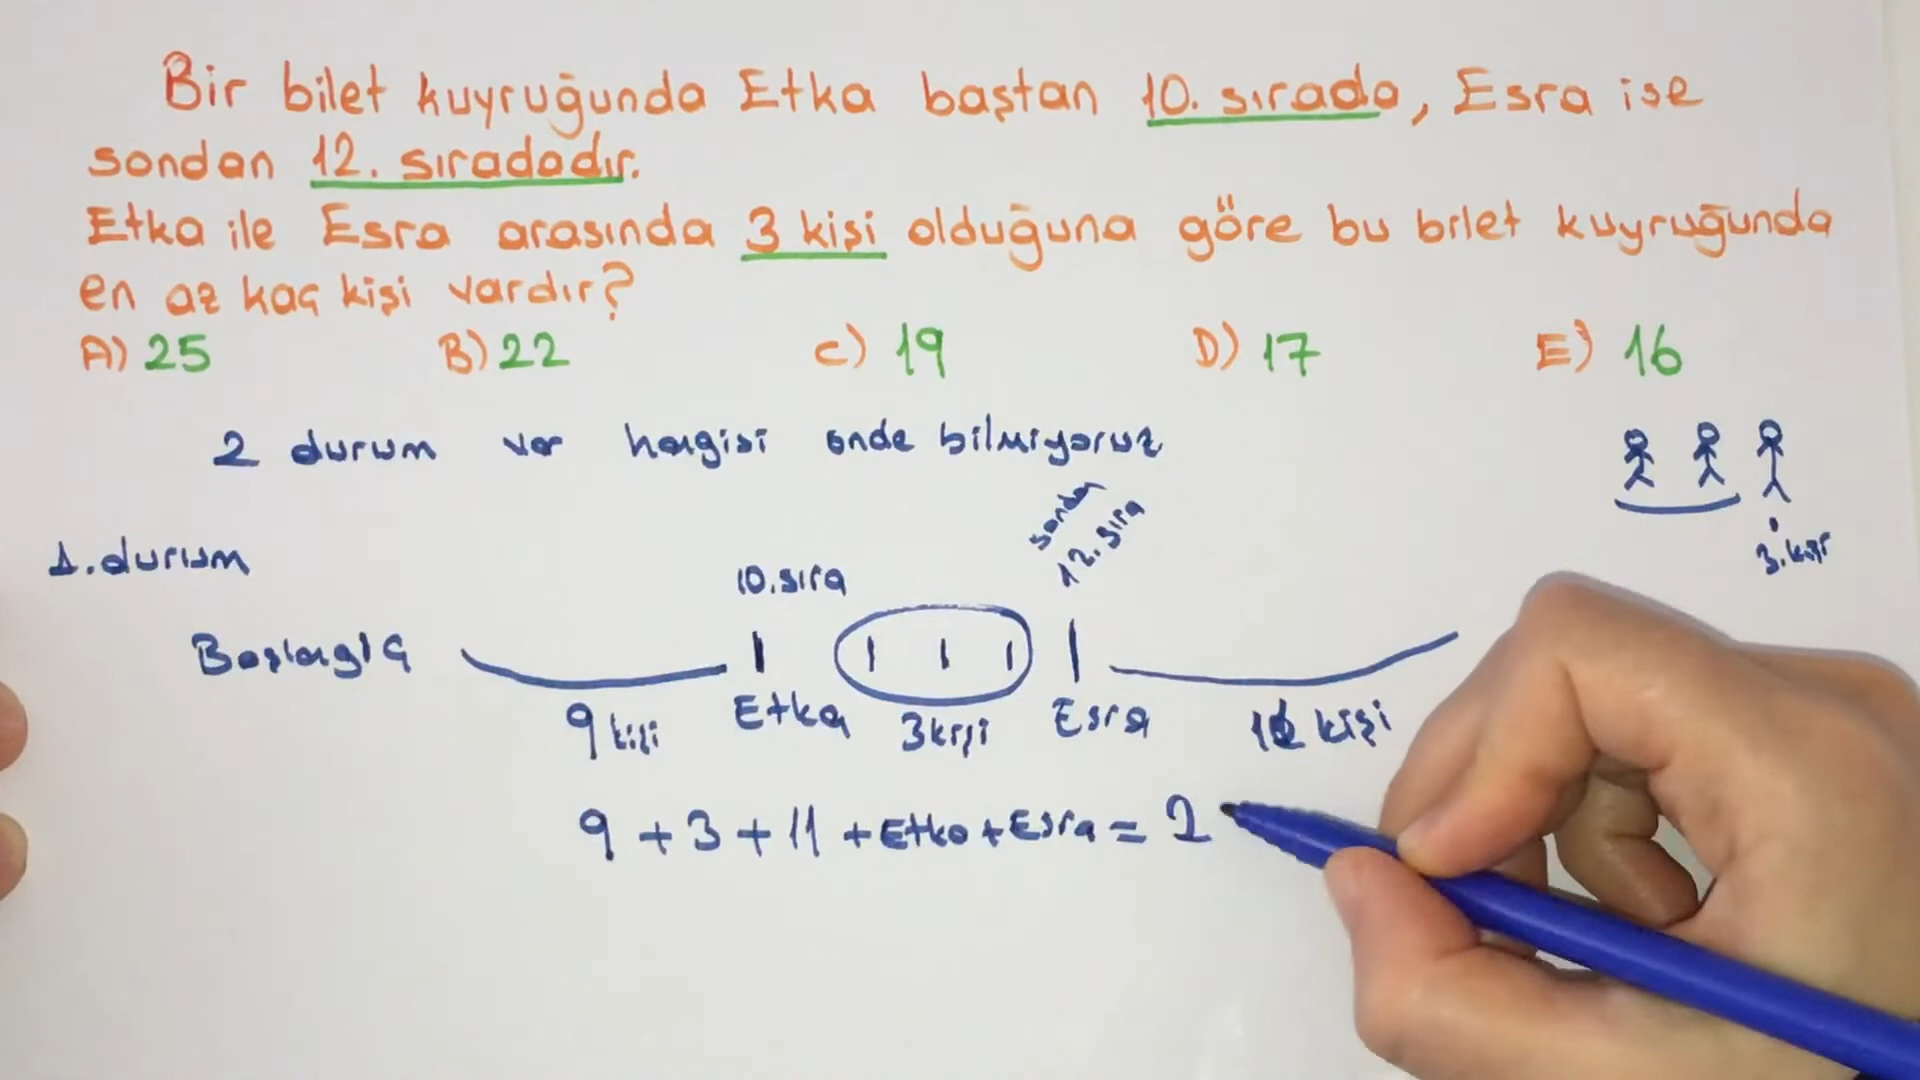 Bir bilet kuyruğunda Etka baştan 10. sırada, Esra ise
sondan 12. sıradadır.
Etka ile Esra arasında 3 kişi olduğuna göre bu bilet kuyruğunda
en az kaç kişi vardır?
A) 25 B) 22 C) 19 D) 17 E) 16
2 durum var hangisi önde bilmiyoruz
3. kişi
1. durum
10. sıra
sondan
12. sıra
Başlangıç
9 kişi Etka 3 kişi Esra kişi
9 + 3 + 11 + Etka + Esra = 2